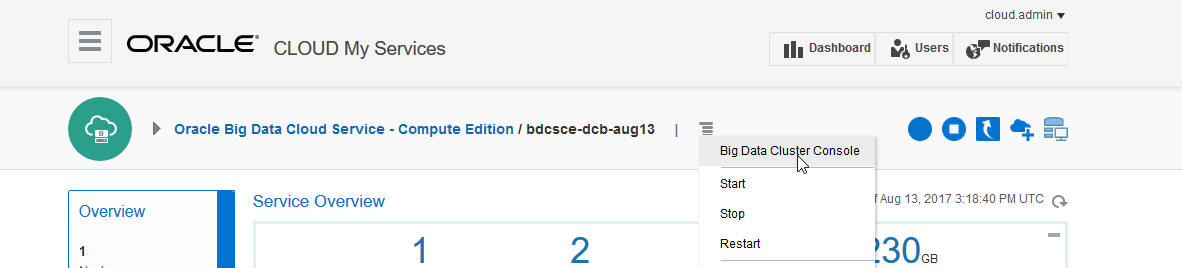 cloud.admin
ORACLE CLOUD My Services
Dashboard Users Notifications
Oracle Big Data Cloud Service - Compute Edition / bdcsce-dcb-aug13 |
Big Data Cluster Console
Start
Stop
Restart
Overview
1
Service Overview
Aug 13, 2017 3:18:40 PM UTC
1 2 230 GB